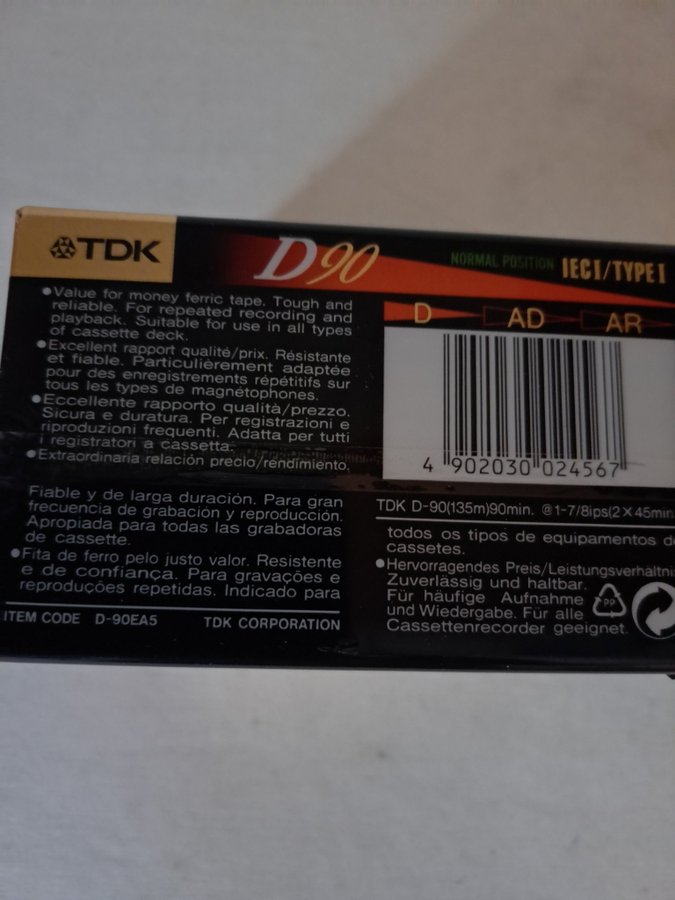 TDK
D90
NORMAL POSITION IECI/TYPE I
D AD AR
•Value for money ferric tape. Tough and
reliable. For repeated recording and
playback. Suitable for use in all types
of cassette deck.
•Excellent rapport qualité/prix. Résistante
et fiable. Particulièrement adaptée
pour des enregistrements répétitifs sur
tous les types de magnétophones.
•Eccellente rapporto qualità/prezzo.
Sicura e duratura. Per registrazioni e
riproduzioni frequenti. Adatta per tutti
i registratori a cassetta.
•Extraordinaria relación precio/rendimiento.
Fiable y de larga duración. Para gran
frecuencia de grabación y reproducción.
Apropiada para todas las grabadoras
de cassette.
•Fita de ferro pelo justo valor. Resistente
e de confiança. Para gravações e
reproduções repetidas. Indicado para
ITEM CODE D-90EA5 TDK CORPORATION
4 902030 024567
TDK D-90(135m)90min. @1-7/8ips(2×45min
todos os tipos de equipamentos de
cassetes.
•Hervorragendes Preis/Leistungsverhältnis
Zuverlässig und haltbar.
Für häufige Aufnahme
und Wiedergabe. Für alle
Cassettenrecorder geeignet.
PP